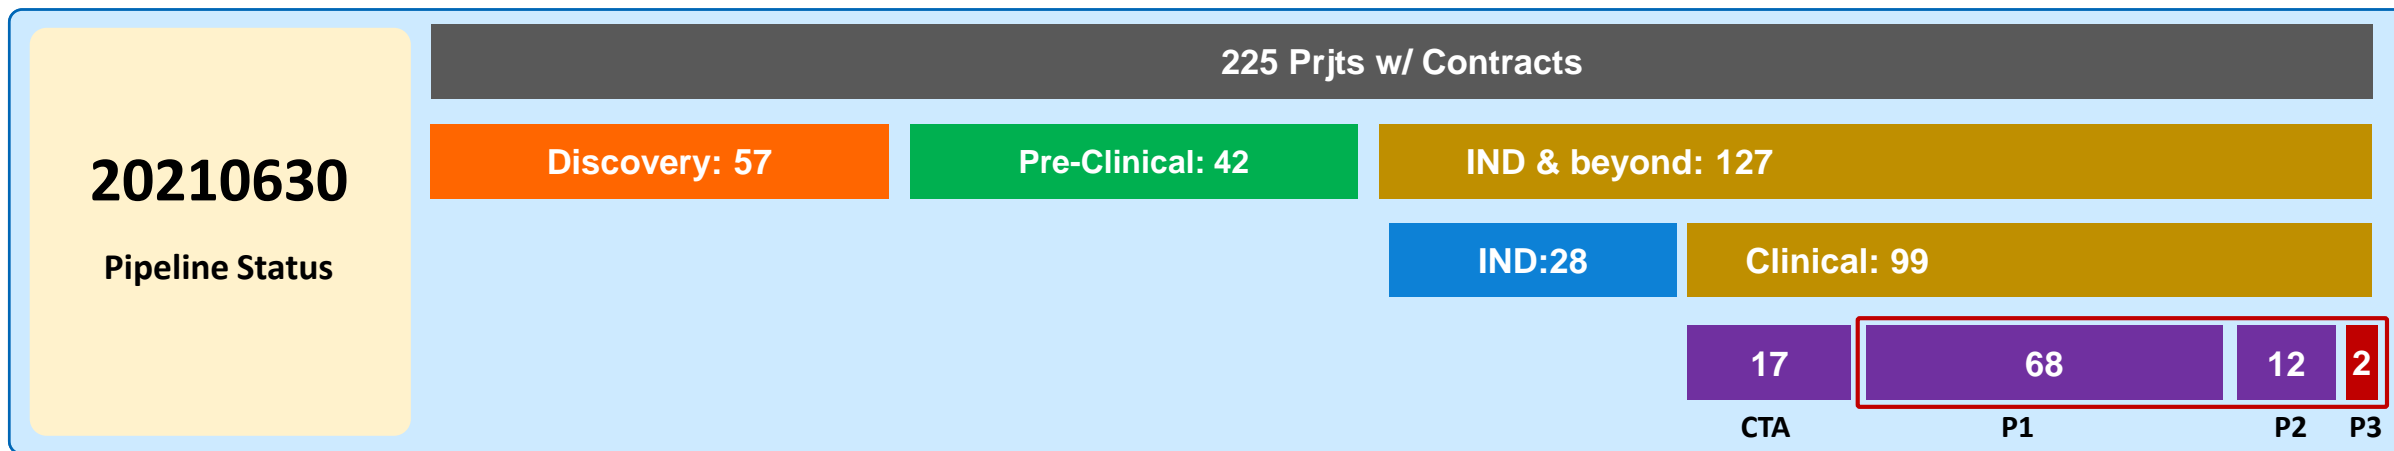 20210630
Pipeline Status
225 Prjts w/ Contracts
Discovery: 57
Pre-Clinical: 42
IND & beyond: 127
IND:28
Clinical: 99
17
68
12
2
CTA
P1
P2
P3